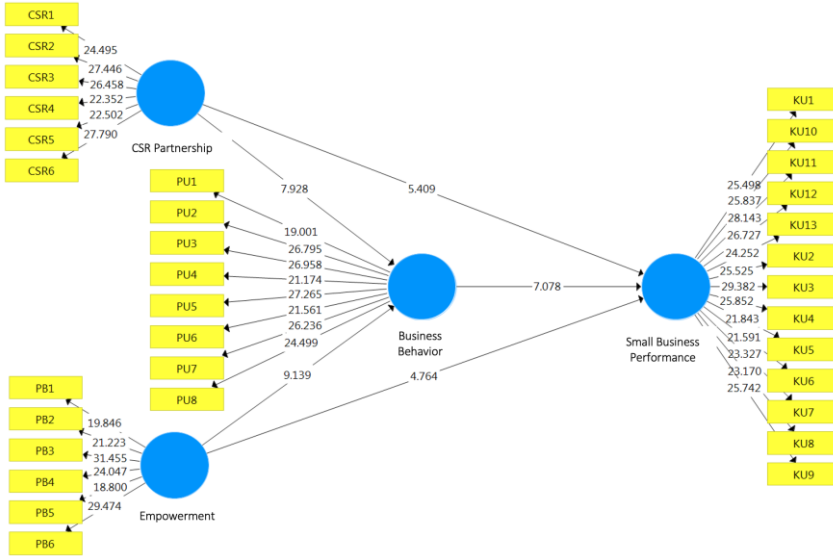 CSR1
CSR2
CSR3
CSR4
CSR5
CSR6
24.495
27.446
26.458
22.352
22.502
27.790
CSR Partnership
PU1
PU2
PU3
PU4
PU5
PU6
PU7
PU8
19.001
26.795
26.958
21.174
27.265
21.561
26.236
24.499
7.928
5.409
Business
Behavior
7.078
9.139
4.764
PB1
PB2
PB3
PB4
PB5
PB6
19.846
21.223
31.455
24.047
18.800
29.474
Empowerment
Small Business
Performance
25.498
25.837
28.143
26.727
24.252
25.525
29.382
25.852
21.843
21.591
23.327
23.170
25.742
KU1
KU10
KU11
KU12
KU13
KU2
KU3
KU4
KU5
KU6
KU7
KU8
KU9